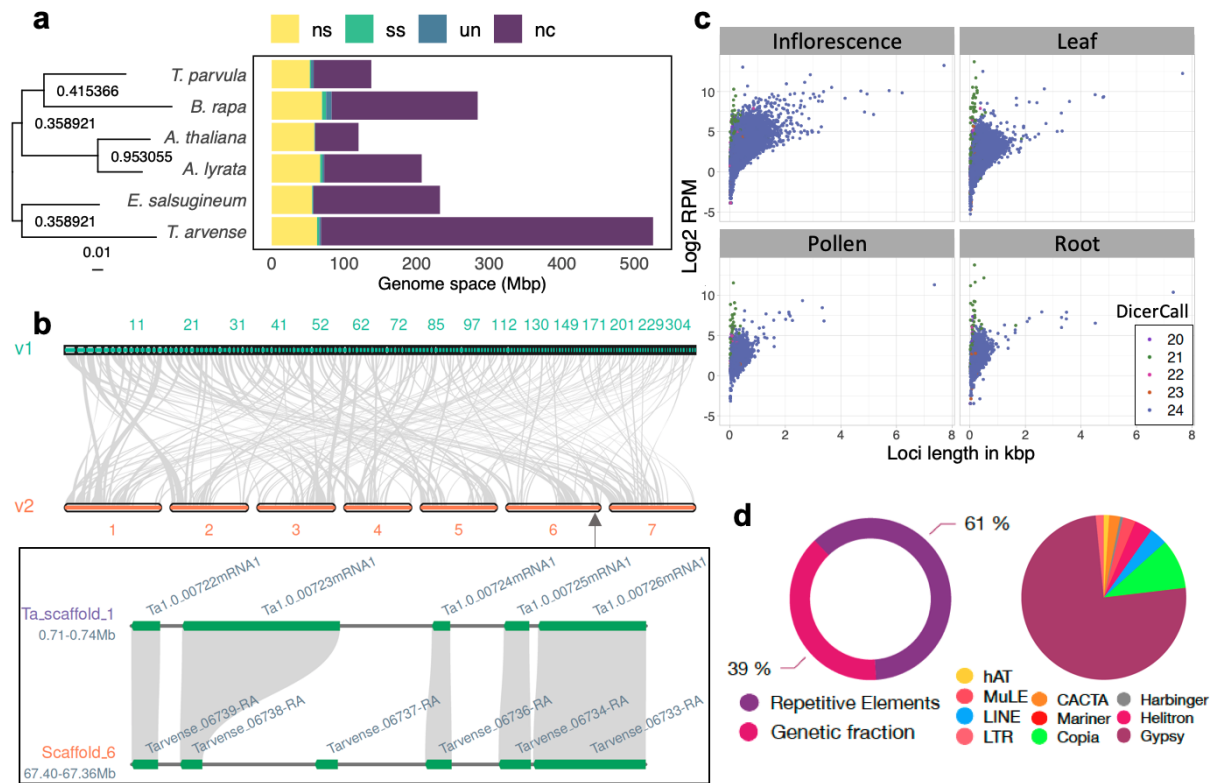 a
ns ss un nc
T. parvula
0.415366
B. rapa
0.358921
A. thaliana
0.953055
A. lyrata
E. salsugineum
0.358921
T. arvense
0.01
0 100 200 300 400 500
Genome space (Mbp)
b
11 21 31 41 52 62 72 85 97 112 130 149 171 201 229 304
v1
v2
1 2 3 4 5 6 7
Ta1.0_00722mRNA1
Ta1.0_00723mRNA1
Ta1.0_00724mRNA1
Ta1.0_00725mRNA1
Ta1.0_00726mRNA1
Ta_scaffold_1
0.71-0.74Mb
Tarvense_06739-RA
Tarvense_06738-RA
Tarvense_06737-RA
Tarvense_06736-RA
Tarvense_06734-RA
Tarvense_06733-RA
Scaffold_6
67.40-67.36Mb
c
Inflorescence Leaf
10
5
0
-5
Log2 RPM
Pollen Root
10
5
0
-5
DicerCall
20
21
22
23
24
0 2 4 6 8 0 2 4 6 8
Loci length in kbp
d
61 %
39 %
Repetitive Elements
Genetic fraction
hAT
MuLE CACTA Harbinger
LINE Mariner Helitron
LTR Copia Gypsy